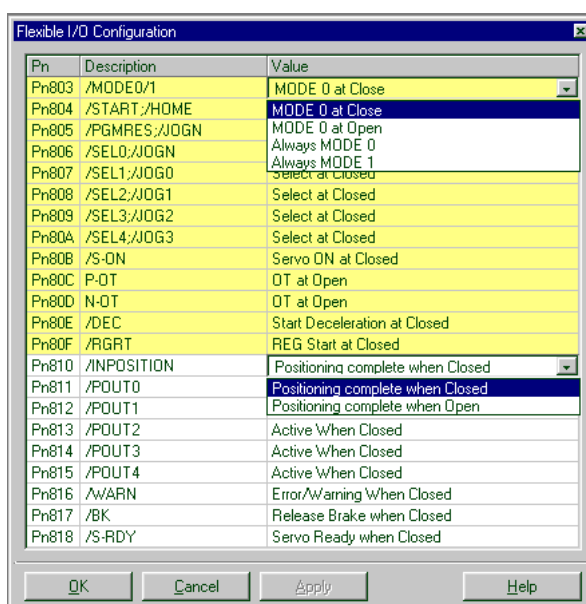 Flexible I/O Configuration
Pn Description Value
Pn803 /MODE0/1 MODE 0 at Close
Pn804 /START;/HOME MODE 0 at Close
Pn805 /PGMRES;/JOGN MODE 0 at Open
Always MODE 0
Pn806 /SEL0;/JOGN Always MODE 1
Pn807 /SEL1;/JOG0 Select at Closed
Pn808 /SEL2;/JOG1 Select at Closed
Pn809 /SEL3;/JOG2 Select at Closed
Pn80A /SEL4;/JOG3 Select at Closed
Pn80B /S-ON Servo ON at Closed
Pn80C P-OT OT at Open
Pn80D N-OT OT at Open
Pn80E /DEC Start Deceleration at Closed
Pn80F /RGRT REG Start at Closed
Pn810 /INPOSITION Positioning complete when Closed
Pn811 /POUT0 Positioning complete when Closed
Pn812 /POUT1 Positioning complete when Open
Pn813 /POUT2 Active When Closed
Pn814 /POUT3 Active When Closed
Pn815 /POUT4 Active When Closed
Pn816 /WARN Error/Warning When Closed
Pn817 /BK Release Brake when Closed
Pn818 /S-RDY Servo Ready when Closed
OK Cancel Apply Help